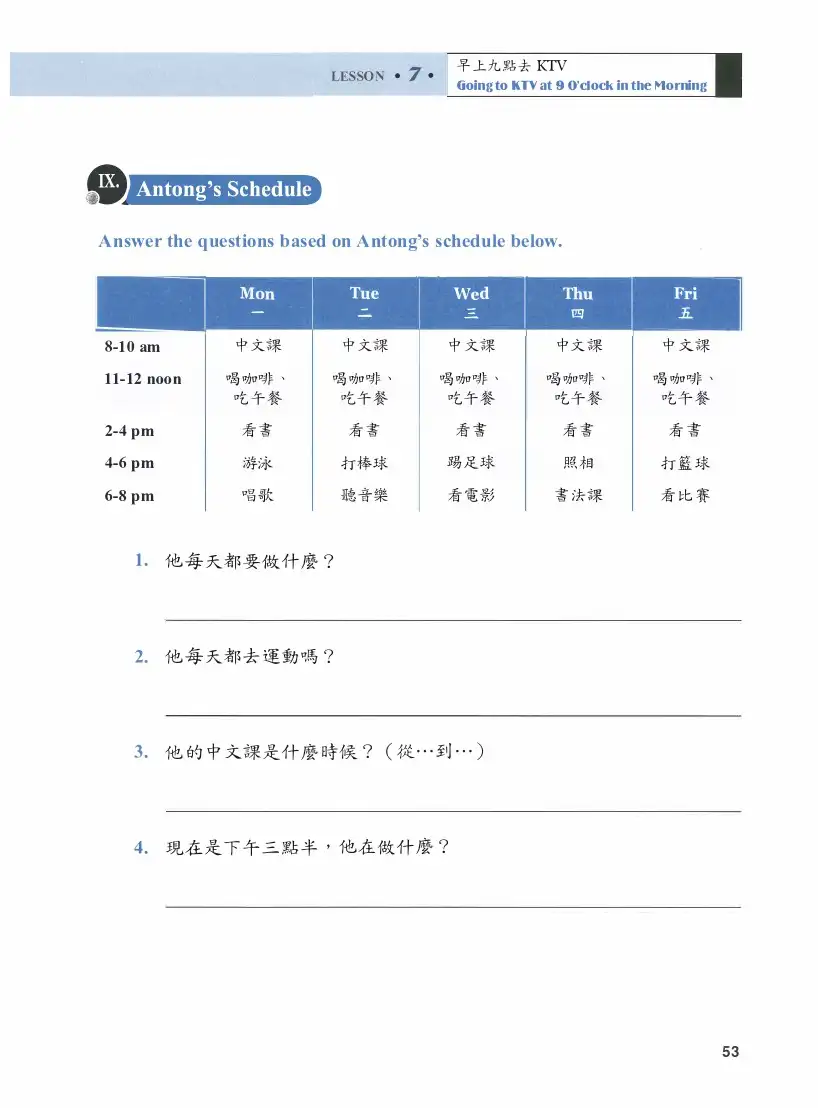 LESSON • 7 •
早上九點去 KTV
Going to KTV at 9 O'clock in the Morning
IX. Antong's Schedule
Answer the questions based on Antong's schedule below.
Mon Tue Wed Thu Fri
一 二 三 四 五
8-10 am 中文課 中文課 中文課 中文課 中文課
11-12 noon 喝咖啡、 喝咖啡、 喝咖啡、 喝咖啡、 喝咖啡、
吃午餐 吃午餐 吃午餐 吃午餐 吃午餐
2-4 pm 看書 看書 看書 看書 看書
4-6 pm 游泳 打棒球 踢足球 照相 打籃球
6-8 pm 唱歌 聽音樂 看電影 書法課 看比賽
1. 他每天都要做什麼？
2. 他每天都去運動嗎？
3. 他的中文課是什麼時候？（從…到…）
4. 現在是下午三點半，他在做什麼？
53